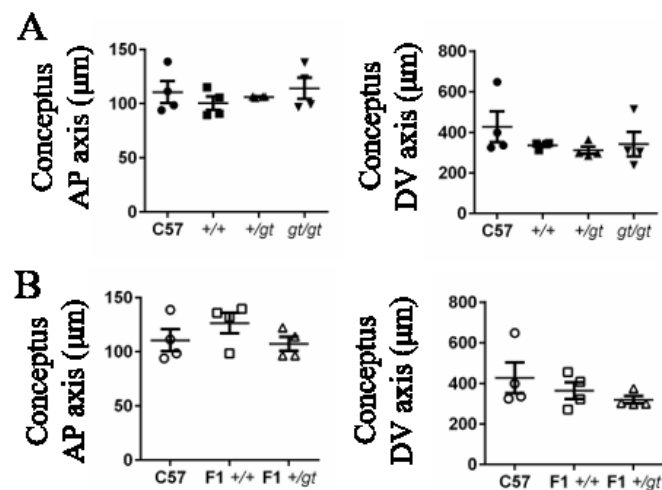 A
Conceptus
AP axis (μm)
150
100
50
0
C57 +/+ +/gt gt/gt
Conceptus
DV axis (μm)
800
600
400
200
0
C57 +/+ +/gt gt/gt
B
Conceptus
AP axis (μm)
150
100
50
0
C57 F1 +/+ F1 +/gt
Conceptus
DV axis (μm)
800
600
400
200
0
C57 F1 +/+ F1 +/gt